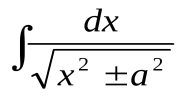 ∫ dx / √(x² ± a²)